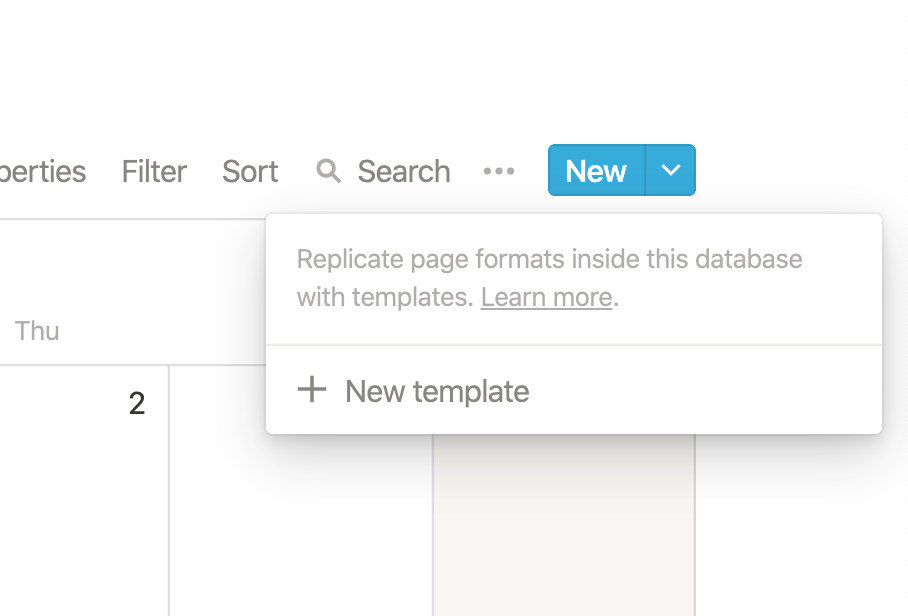 perties Filter Sort Search ••• New
Replicate page formats inside this database
with templates. Learn more.
Thu
+ New template
2